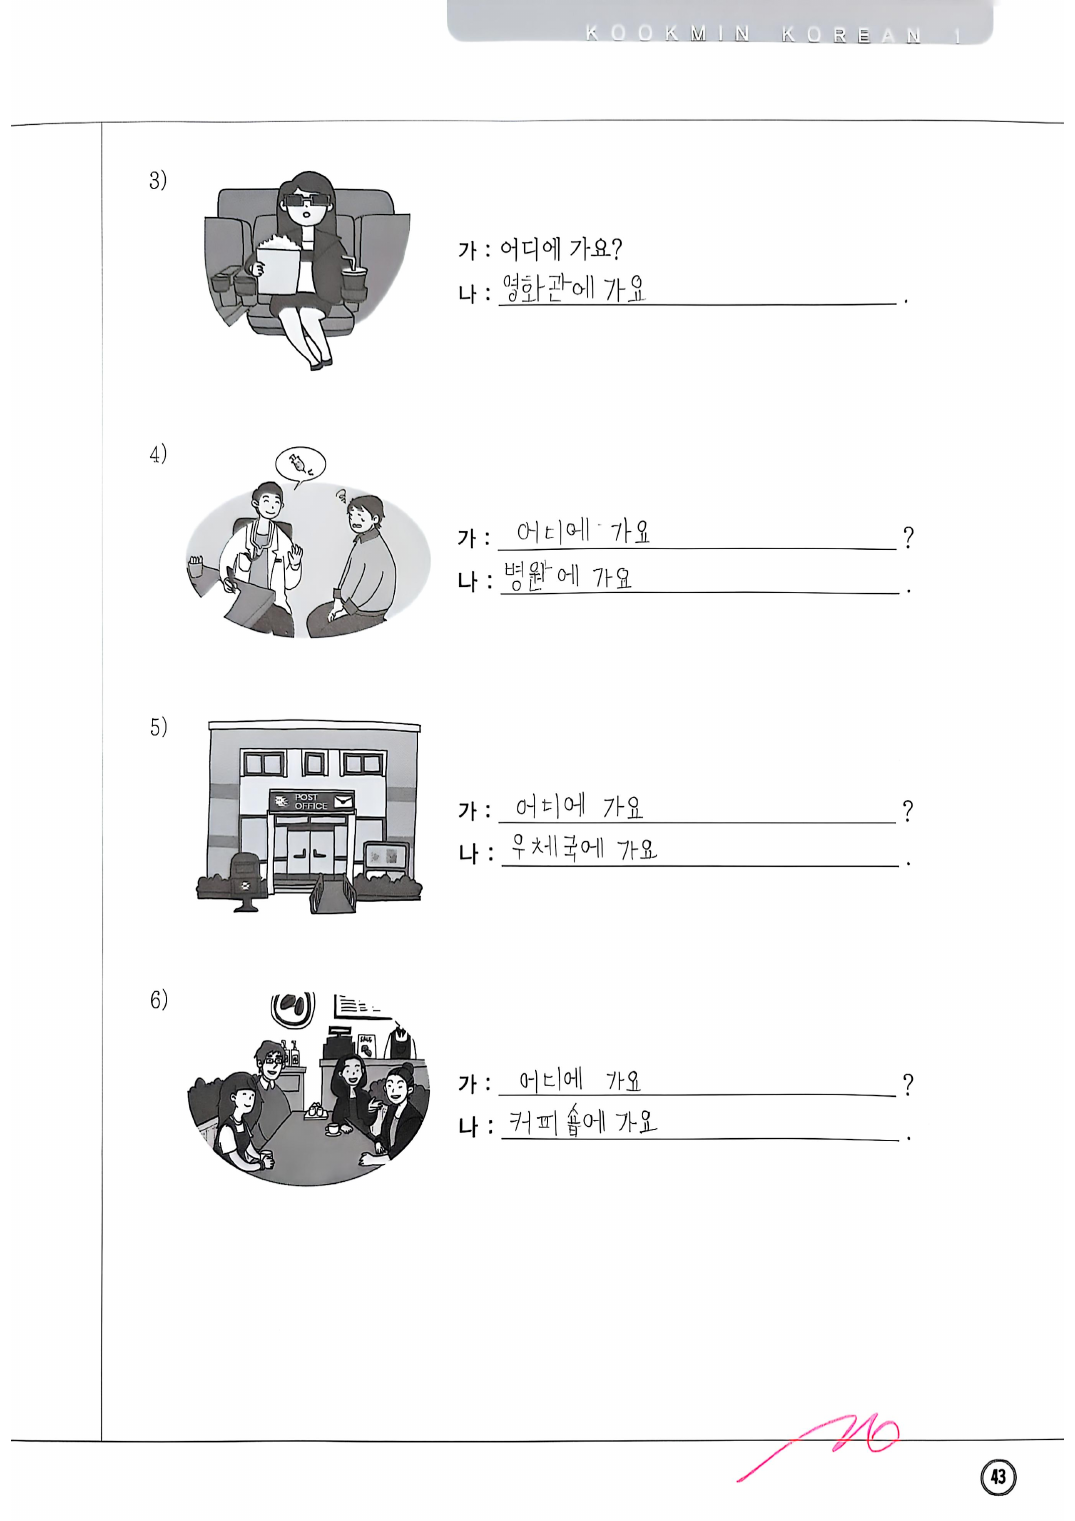 KOOKMIN KOREAN 1
3)
가 : 어디에 가요?
나 : 영화관에 가요.
4)
가 : 어디에 가요?
나 : 병원에 가요.
5)
POST
OFFICE
가 : 어디에 가요?
나 : 우체국에 가요.
6)
가 : 어디에 가요?
나 : 커피숍에 가요.
43